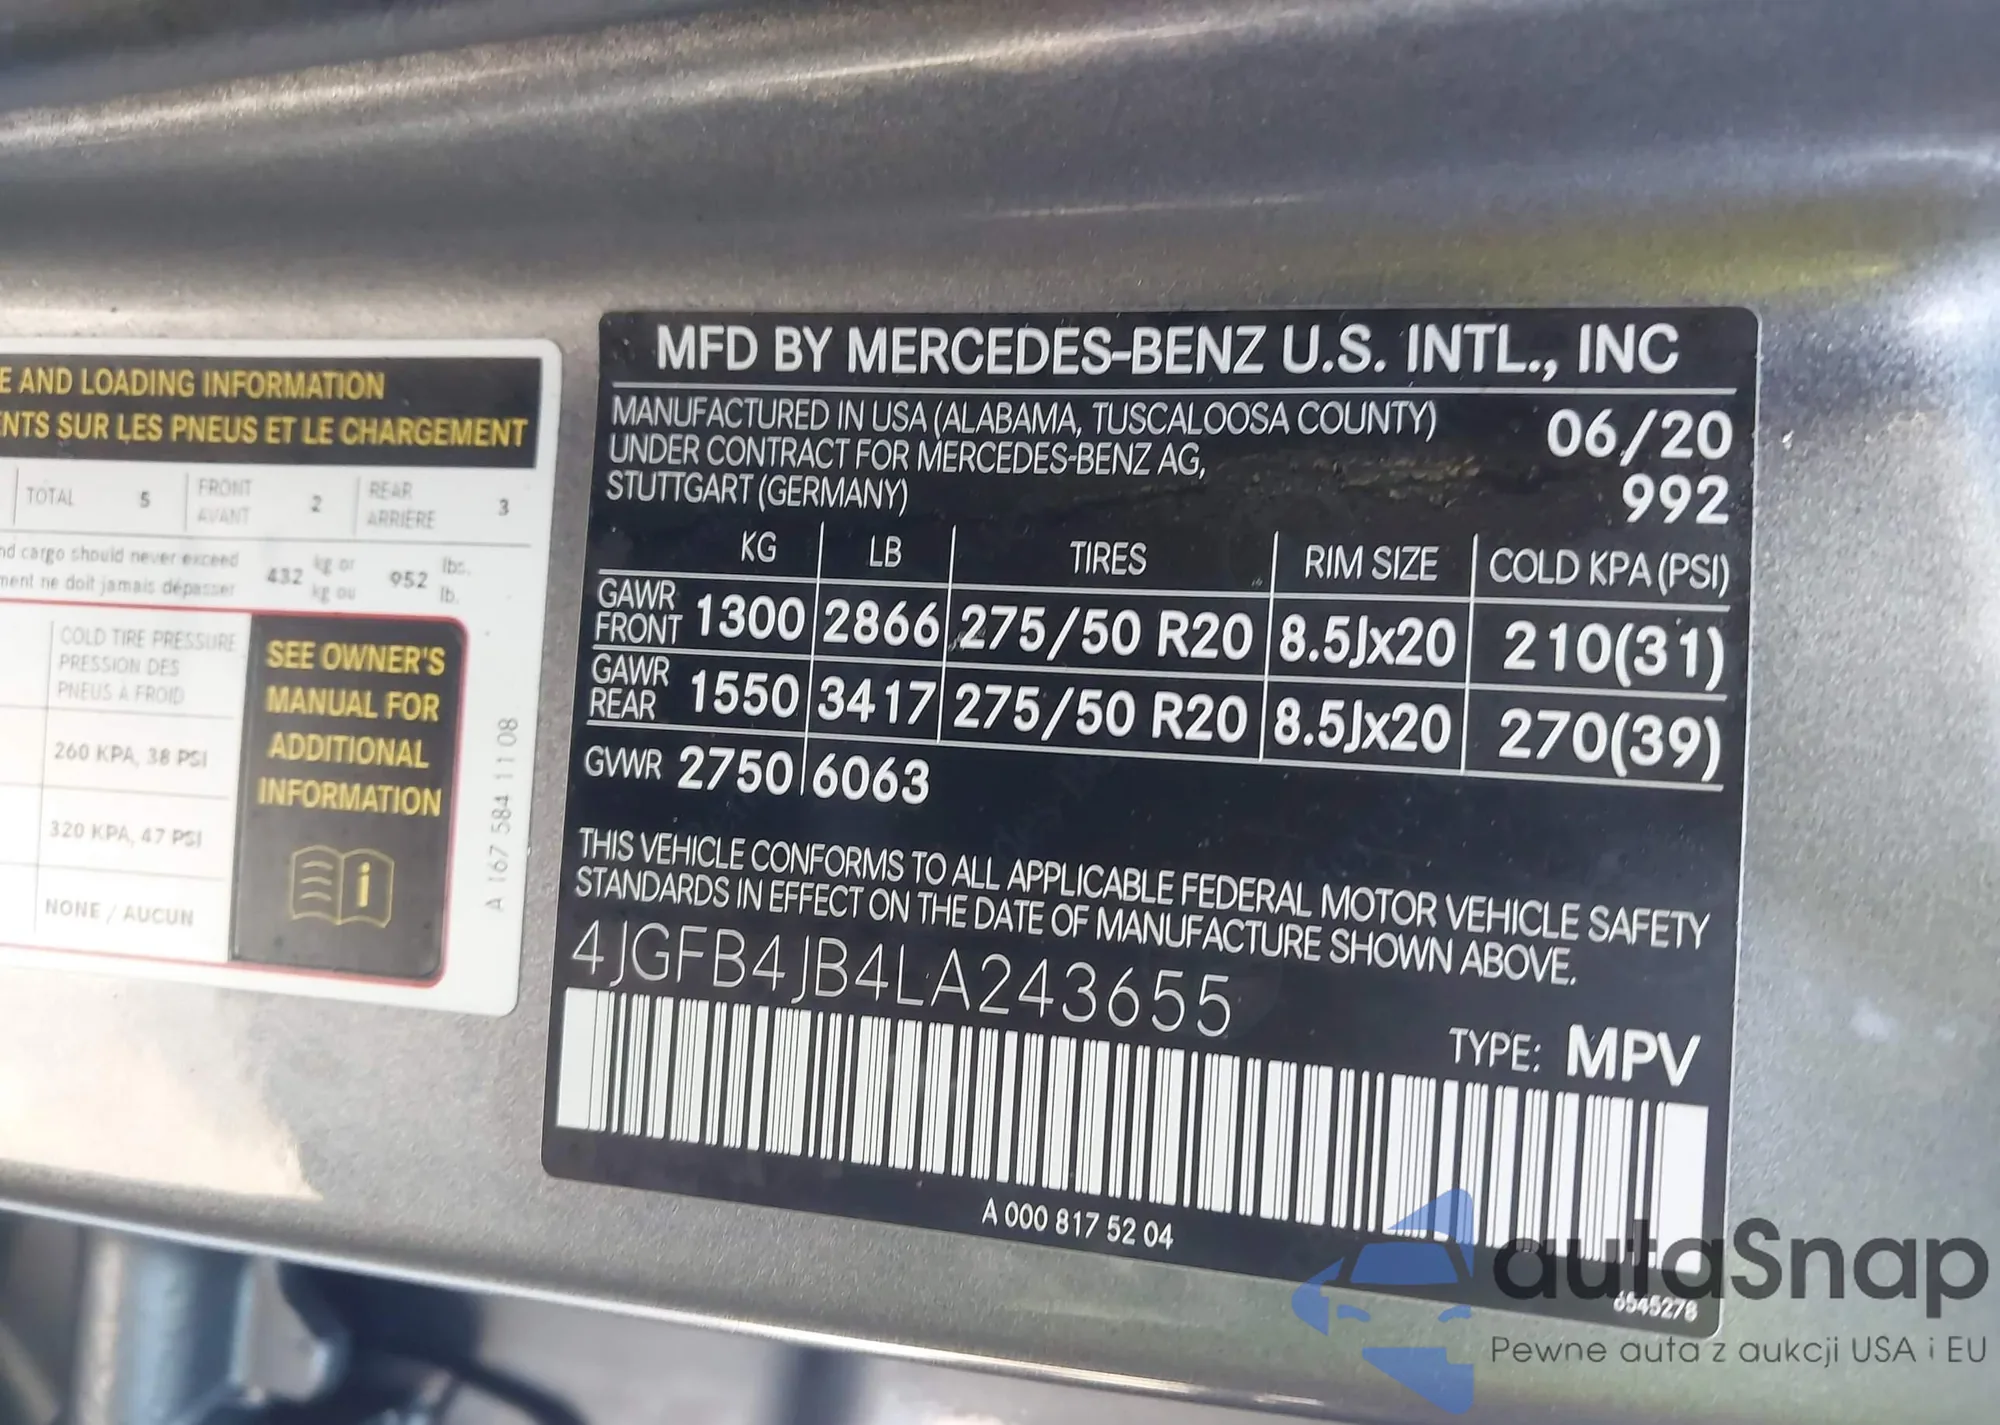 E AND LOADING INFORMATION
NTS SUR LES PNEUS ET LE CHARGEMENT
TOTAL 5 FRONT AVANT 2 REAR ARRIÈRE 3
nd cargo should never exceed
ment ne doit jamais dépasser
432 kg or kg ou 952 lbs. lb.
COLD TIRE PRESSURE
PRESSION DES
PNEUS À FROID
260 KPA, 38 PSI
320 KPA, 47 PSI
NONE / AUCUN
SEE OWNER'S
MANUAL FOR
ADDITIONAL
INFORMATION
i
A 167 584 11 08
MFD BY MERCEDES-BENZ U.S. INTL., INC
MANUFACTURED IN USA (ALABAMA, TUSCALOOSA COUNTY)
UNDER CONTRACT FOR MERCEDES-BENZ AG,
STUTTGART (GERMANY)
06/20
992
KG LB TIRES RIM SIZE COLD KPA (PSI)
GAWR FRONT 1300 2866 275/50 R20 8.5Jx20 210(31)
GAWR REAR 1550 3417 275/50 R20 8.5Jx20 270(39)
GVWR 2750 6063
THIS VEHICLE CONFORMS TO ALL APPLICABLE FEDERAL MOTOR VEHICLE SAFETY
STANDARDS IN EFFECT ON THE DATE OF MANUFACTURE SHOWN ABOVE.
4JGFB4JB4LA243655
TYPE: MPV
A 000 817 52 04
6545278
autaSnap
Pewne auta z aukcji USA i EU